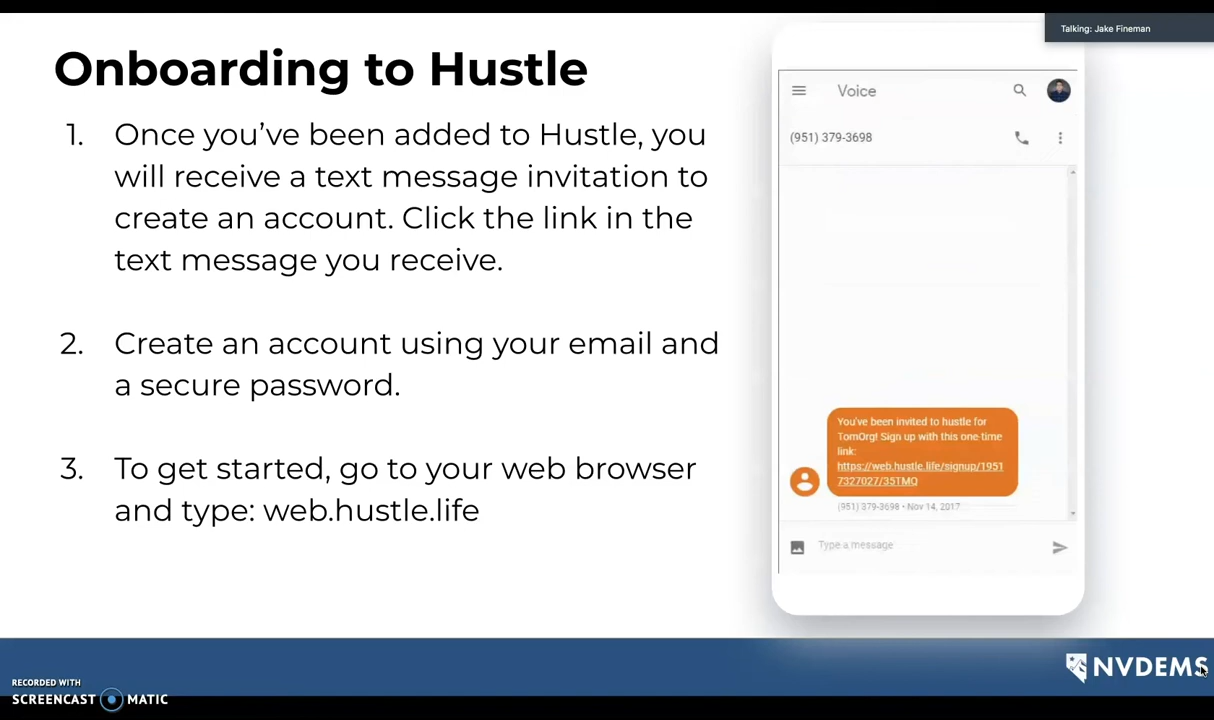 Talking: Jake Fineman
Onboarding to Hustle
1. Once you’ve been added to Hustle, you
will receive a text message invitation to
create an account. Click the link in the
text message you receive.
2. Create an account using your email and
a secure password.
3. To get started, go to your web browser
and type: web.hustle.life
Voice
(951) 379-3698
You've been invited to hustle for
TomOrg! Sign up with this one-time
link:
https://web.hustle.life/signup/1951
7327027/35TMQ
(951) 379-3698 • Nov 14, 2017
Type a message
NVDEMS
RECORDED WITH
SCREENCAST MATIC